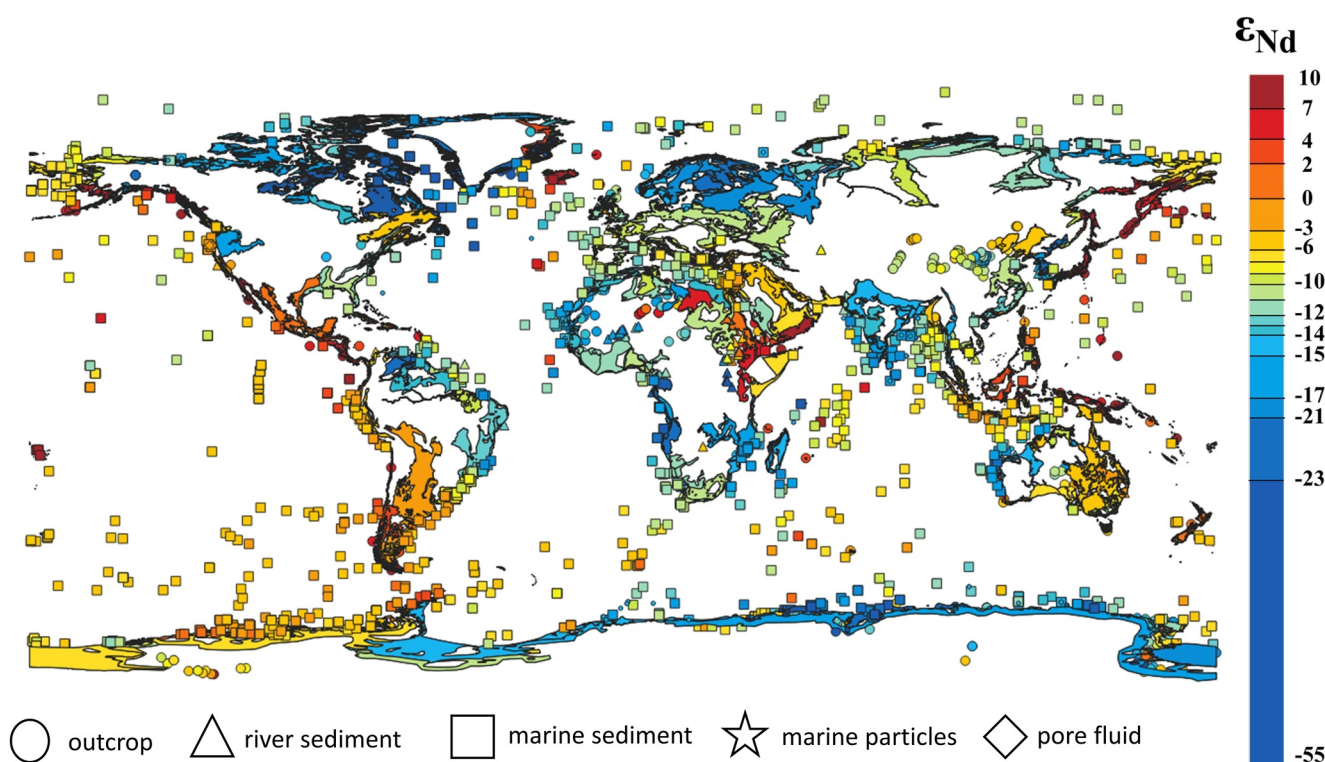 εNd
10
7
4
2
0
-3
-6
-10
-12
-14
-15
-17
-21
-23
-55
outcrop
river sediment
marine sediment
marine particles
pore fluid